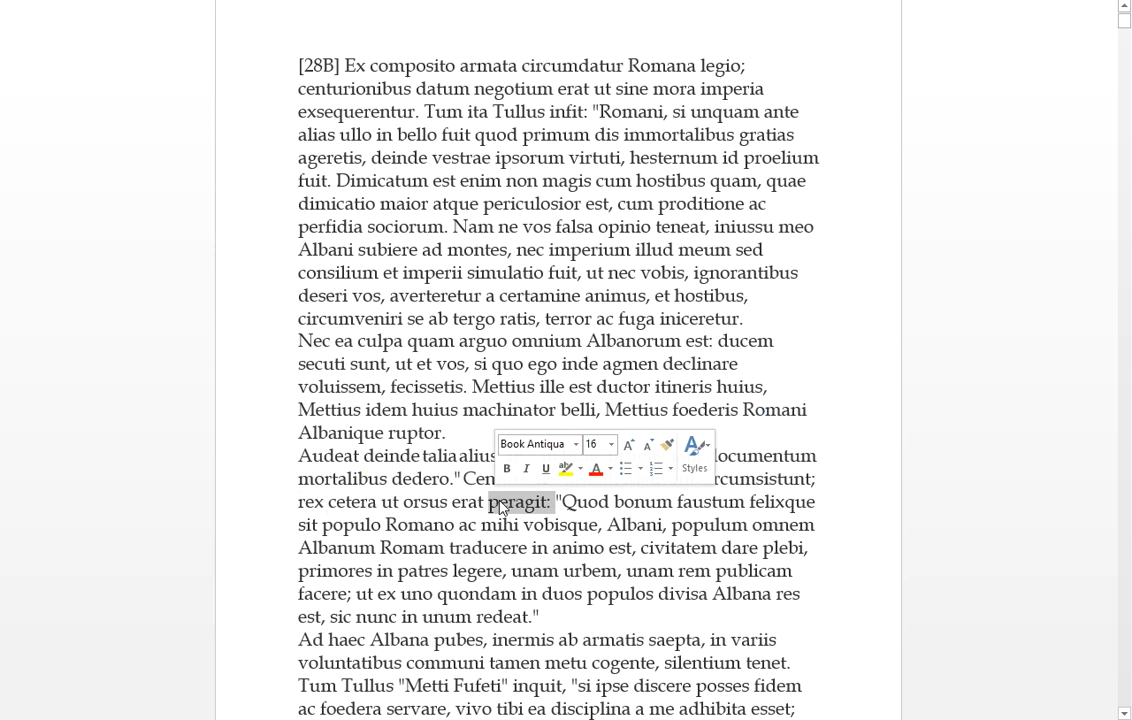 [28B] Ex composito armata circumdatur Romana legio;
centurionibus datum negotium erat ut sine mora imperia
exsequerentur. Tum ita Tullus infit: "Romani, si unquam ante
alias ullo in bello fuit quod primum dis immortalibus gratias
ageretis, deinde vestrae ipsorum virtuti, hesternum id proelium
fuit. Dimicatum est enim non magis cum hostibus quam, quae
dimicatio maior atque periculosior est, cum proditione ac
perfidia sociorum. Nam ne vos falsa opinio teneat, iniussu meo
Albani subiere ad montes, nec imperium illud meum sed
consilium et imperii simulatio fuit, ut nec vobis, ignorantibus
deseri vos, averteretur a certamine animus, et hostibus,
circumveniri se ab tergo ratis, terror ac fuga iniceretur.
Nec ea culpa quam arguo omnium Albanorum est: ducem
secuti sunt, ut et vos, si quo ego inde agmen declinare
voluissem, fecissetis. Mettius ille est ductor itineris huius,
Mettius idem huius machinator belli, Mettius foederis Romani
Albanique ruptor.
Book Antiqua 16
Audeat deinde talia alius
Styles
mortalibus dedero."
rex cetera ut orsus erat peragit: "Quod bonum faustum felixque
sit populo Romano ac mihi vobisque, Albani, populum omnem
Albanum Romam traducere in animo est, civitatem dare plebi,
primores in patres legere, unam urbem, unam rem publicam
facere; ut ex uno quondam in duos populos divisa Albana res
est, sic nunc in unum redeat."
Ad haec Albana pubes, inermis ab armatis saepta, in variis
voluntatibus communi tamen metu cogente, silentium tenet.
Tum Tullus "Metti Fufeti" inquit, "si ipse discere posses fidem
ac foedera servare, vivo tibi ea disciplina a me adhibita esset;